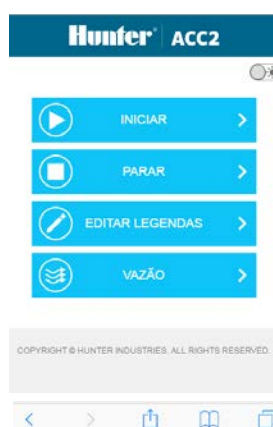 Hunter® ACC2
INICIAR
PARAR
EDITAR LEGENDAS
VAZÃO
COPYRIGHT © HUNTER INDUSTRIES. ALL RIGHTS RESERVED.